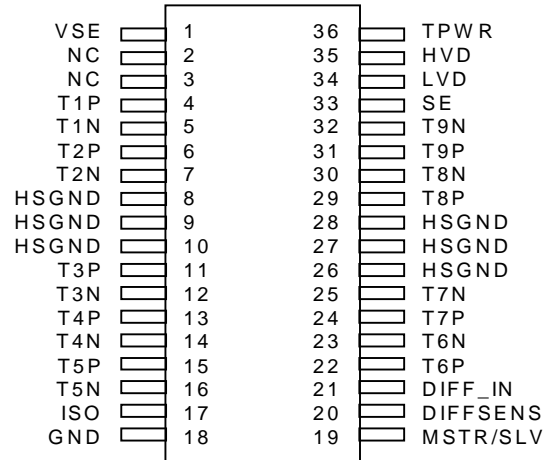 VSE 1 36 TPWR
NC 2 35 HVD
NC 3 34 LVD
T1P 4 33 SE
T1N 5 32 T9N
T2P 6 31 T9P
T2N 7 30 T8N
HSGND 8 29 T8P
HSGND 9 28 HSGND
HSGND 10 27 HSGND
T3P 11 26 HSGND
T3N 12 25 T7N
T4P 13 24 T7P
T4N 14 23 T6N
T5P 15 22 T6P
T5N 16 21 DIFF_IN
ISO 17 20 DIFFSENS
GND 18 19 MSTR/SLV